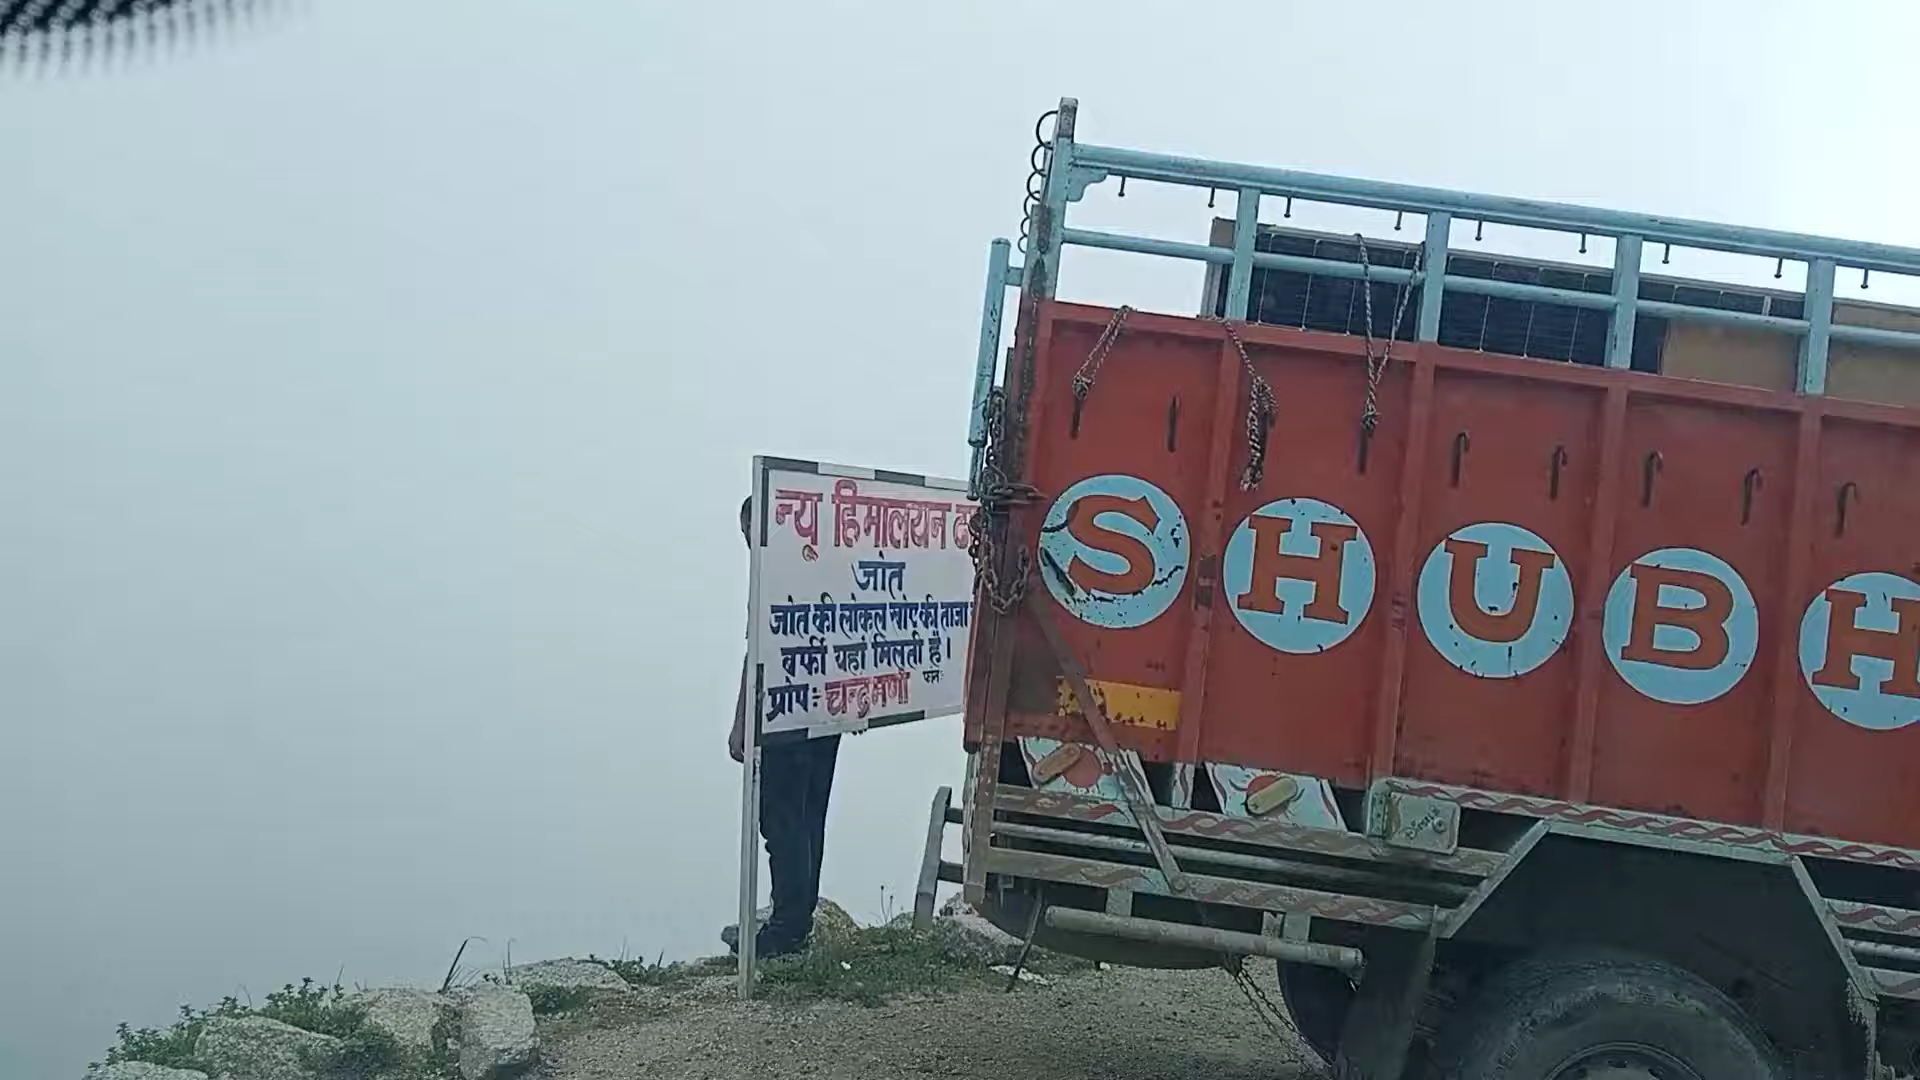 न्यू हिमालयन
जोत
जोत की लोकल खोए की ताजा
बर्फी यहां मिलती है।
प्रोप: चन्द्रमणी फोन:
SHUBH